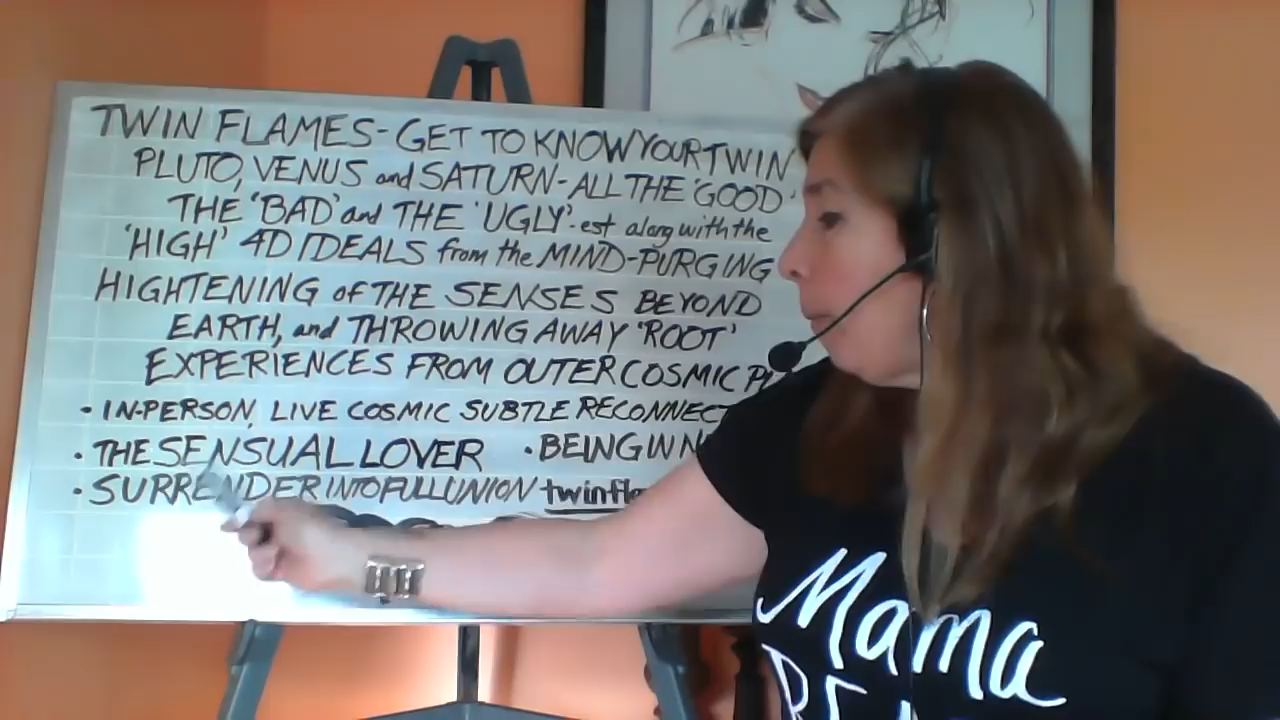 TWIN FLAMES-GET TO KNOW YOUR TWIN
PLUTO, VENUS and SATURN-ALL THE 'GOOD'
THE 'BAD' and THE 'UGLY'-est along with the
'HIGH' 4D IDEALS from the MIND-PURGING
HIGHTENING of THE SENSES BEYOND
EARTH, and THROWING AWAY 'ROOT'
EXPERIENCES FROM OUTER COSMIC
• IN-PERSON, LIVE COSMIC SUBTLE
• THE SENSUAL LOVER • BEING IN
• SURRENDER INTO FULL UNION
Mama